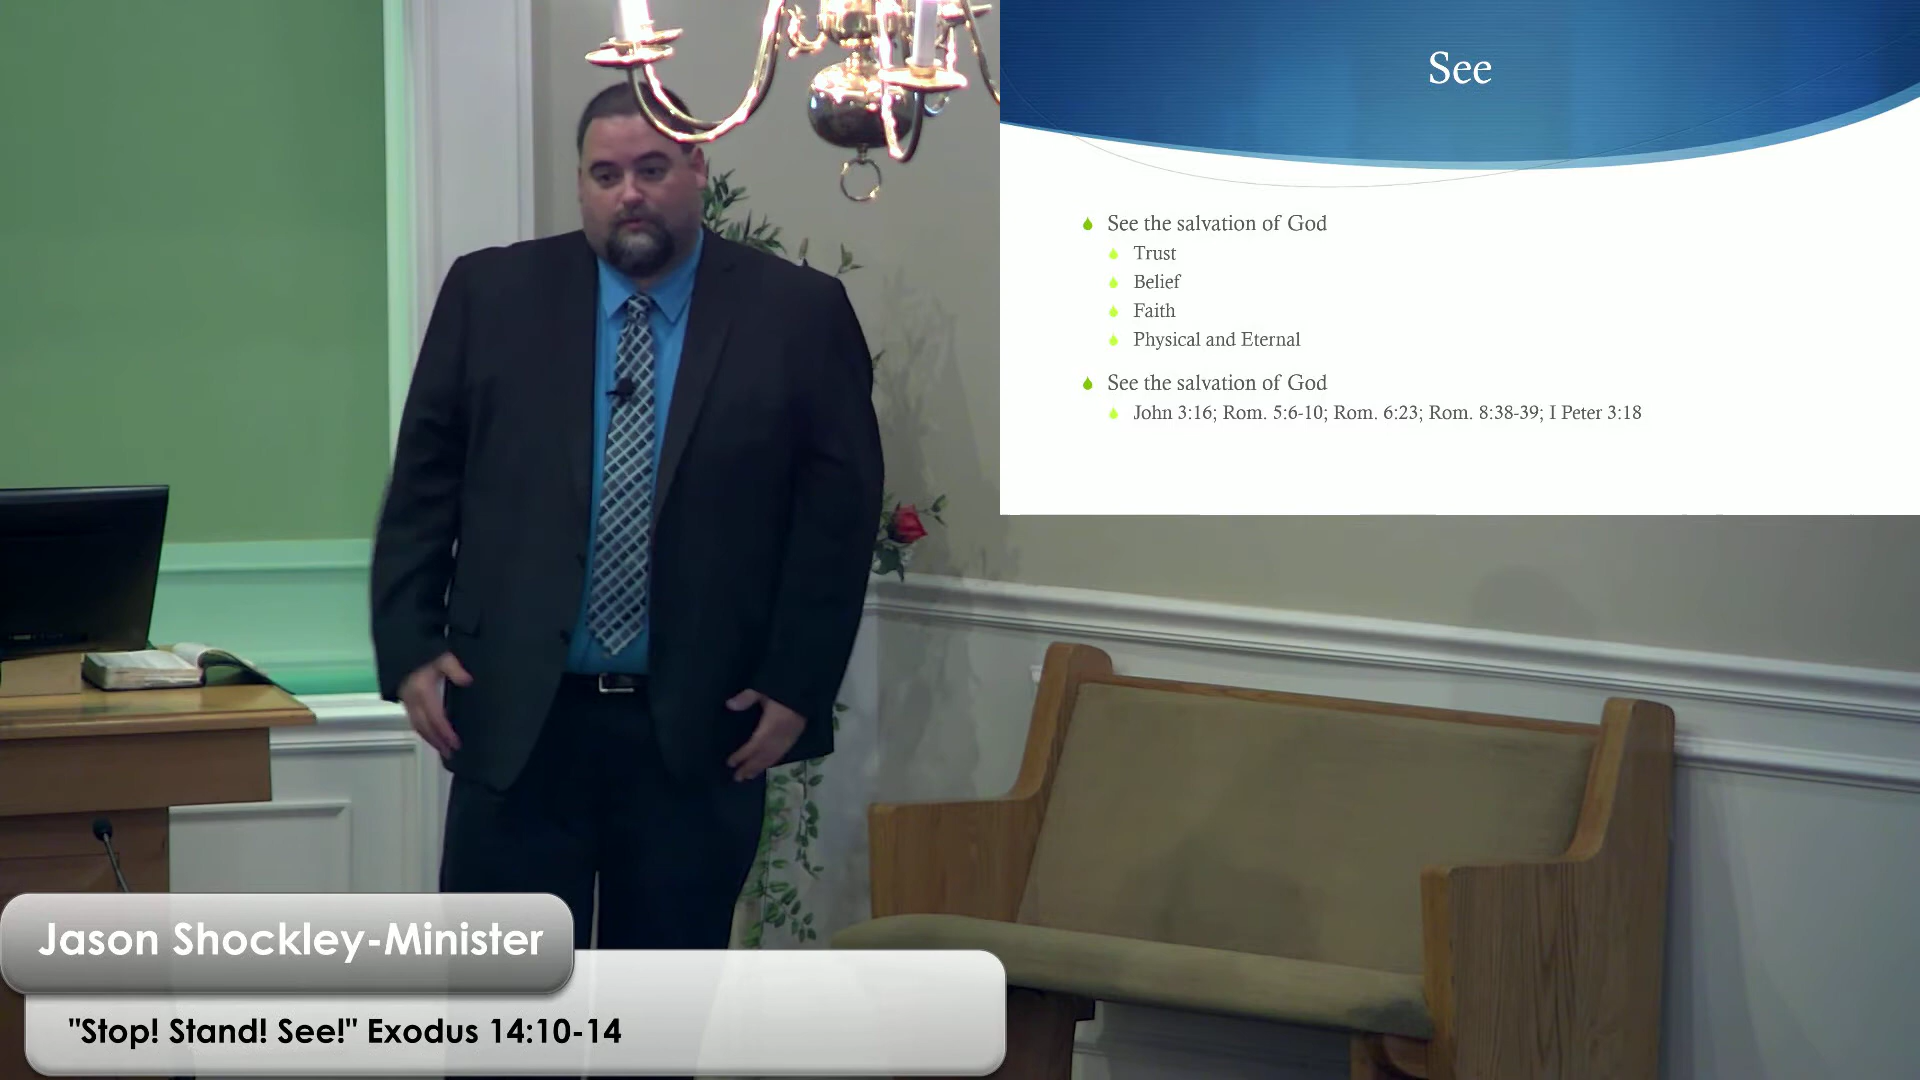 See
See the salvation of God
Trust
Belief
Faith
Physical and Eternal
See the salvation of God
John 3:16; Rom. 5:6-10; Rom. 6:23; Rom. 8:38-39; I Peter 3:18
Jason Shockley-Minister
"Stop! Stand! See!" Exodus 14:10-14